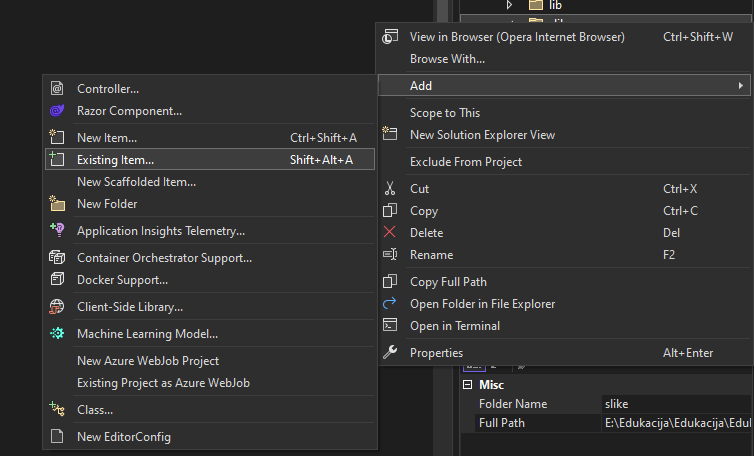 lib
View in Browser (Opera Internet Browser) Ctrl+Shift+W
Browse With...
Add
Scope to This
New Solution Explorer View
Exclude From Project
Cut Ctrl+X
Copy Ctrl+C
Delete Del
Rename F2
Copy Full Path
Open Folder in File Explorer
Open in Terminal
Properties Alt+Enter
Controller...
Razor Component...
New Item... Ctrl+Shift+A
Existing Item... Shift+Alt+A
New Scaffolded Item...
New Folder
Application Insights Telemetry...
Container Orchestrator Support...
Docker Support...
Client-Side Library...
Machine Learning Model...
New Azure WebJob Project
Existing Project as Azure WebJob
Class...
New EditorConfig
Misc
Folder Name slike
Full Path E:\Edukacija\Edukacija\Edu